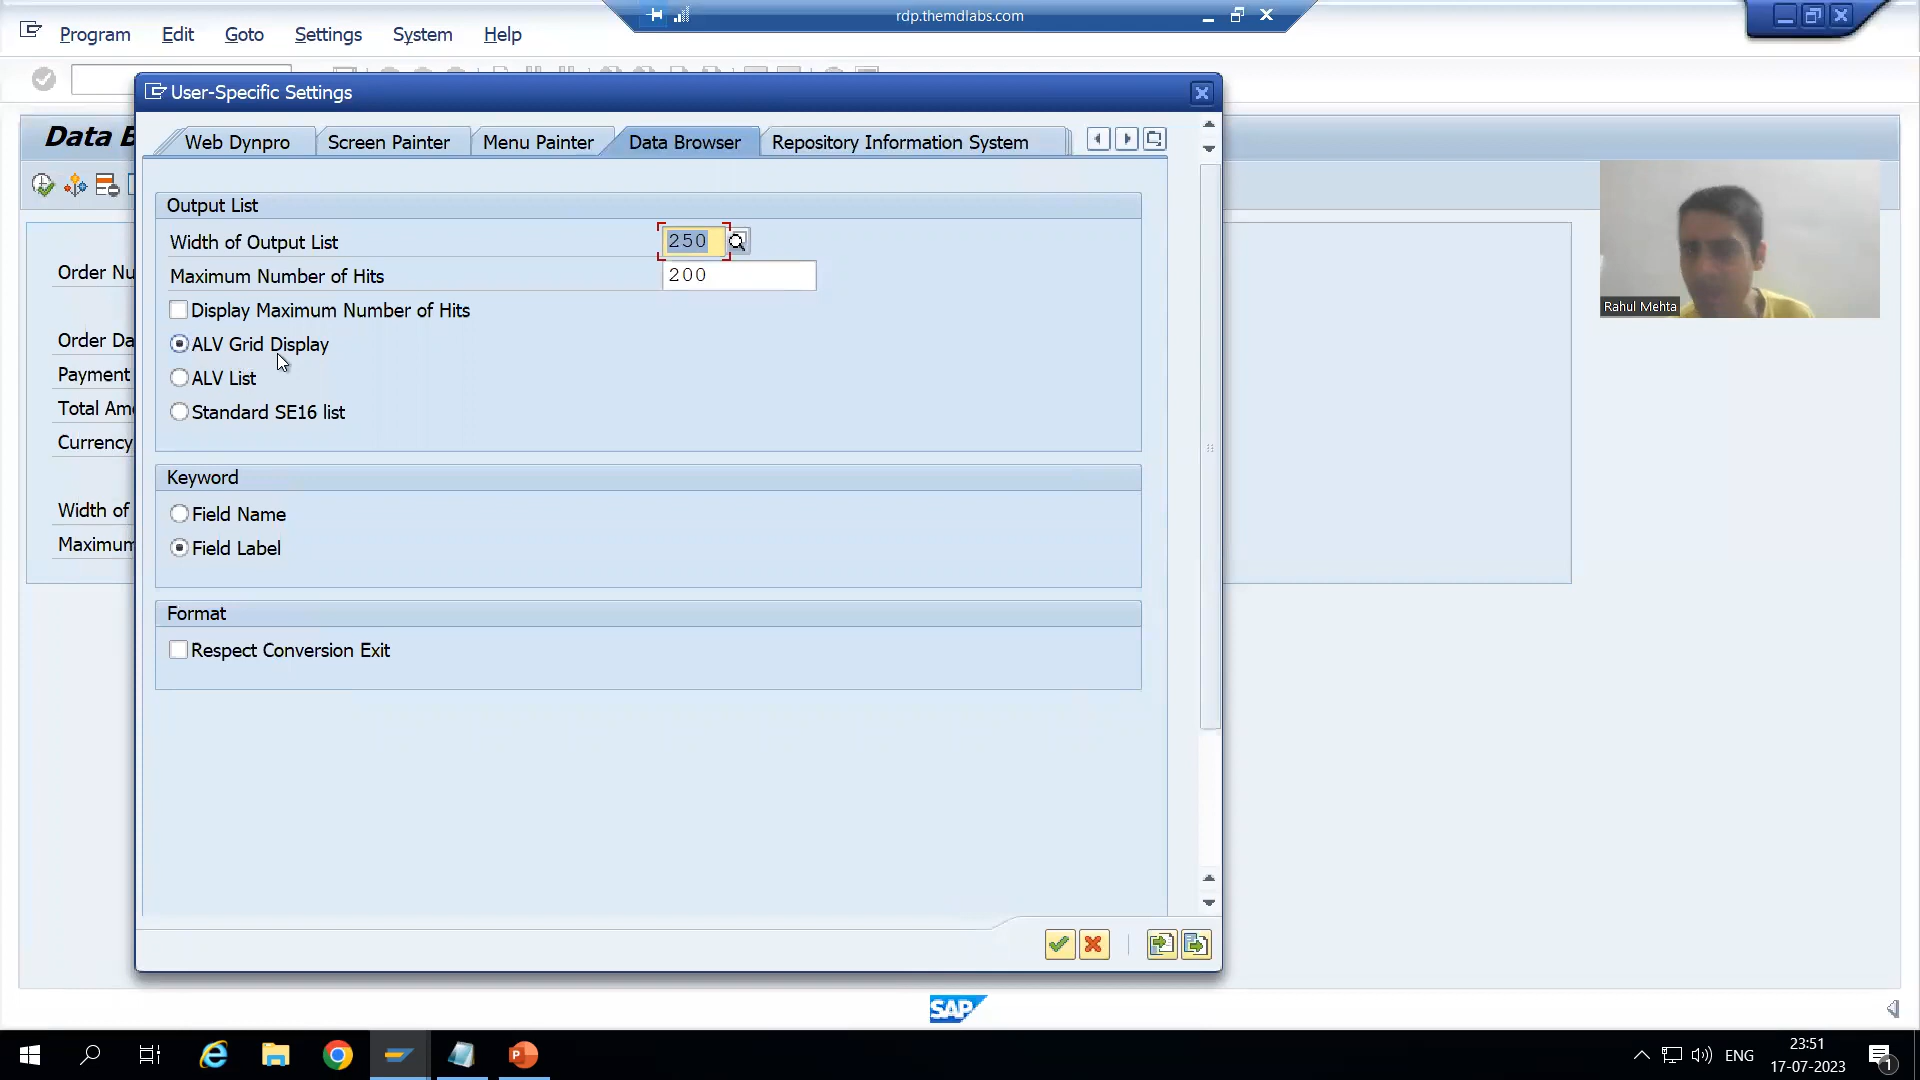 rdp.themdlabs.com
Program Edit Goto Settings System Help
User-Specific Settings
Data B
Web Dynpro Screen Painter Menu Painter Data Browser Repository Information System
Output List
Width of Output List 250
Maximum Number of Hits 200
Display Maximum Number of Hits
ALV Grid Display
ALV List
Standard SE16 list
Keyword
Field Name
Field Label
Format
Respect Conversion Exit
Order Nu
Order Da
Payment
Total Am
Currency
Width of
Maximum
Rahul Mehta
SAP
ENG
23:51
17-07-2023
1